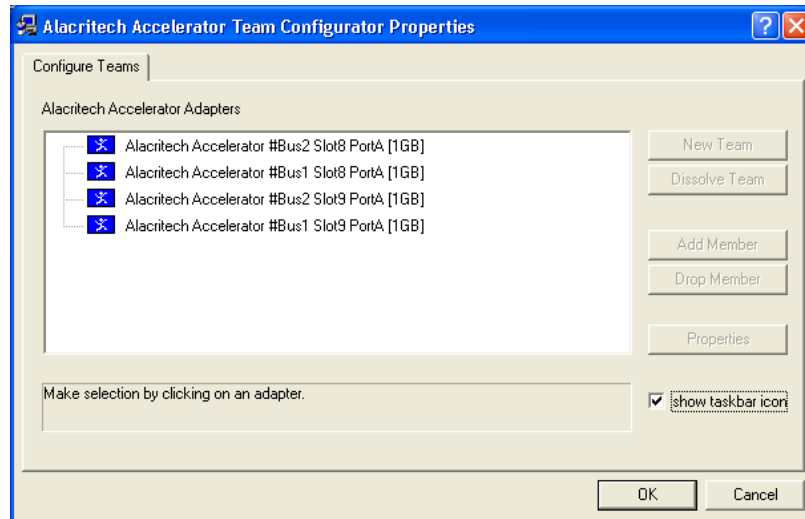 Alacritech Accelerator Team Configurator Properties
Configure Teams
Alacritech Accelerator Adapters
Alacritech Accelerator #Bus2 Slot8 PortA [1GB]
Alacritech Accelerator #Bus1 Slot8 PortA [1GB]
Alacritech Accelerator #Bus2 Slot9 PortA [1GB]
Alacritech Accelerator #Bus1 Slot9 PortA [1GB]
New Team
Dissolve Team
Add Member
Drop Member
Properties
Make selection by clicking on an adapter.
show taskbar icon
OK
Cancel